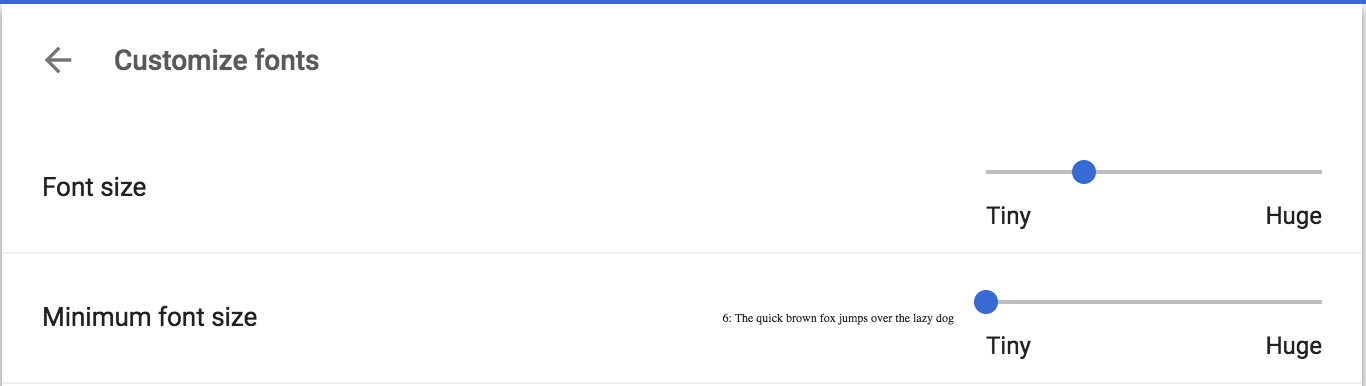 Customize fonts
Font size
Tiny Huge
Minimum font size 6: The quick brown fox jumps over the lazy dog
Tiny Huge